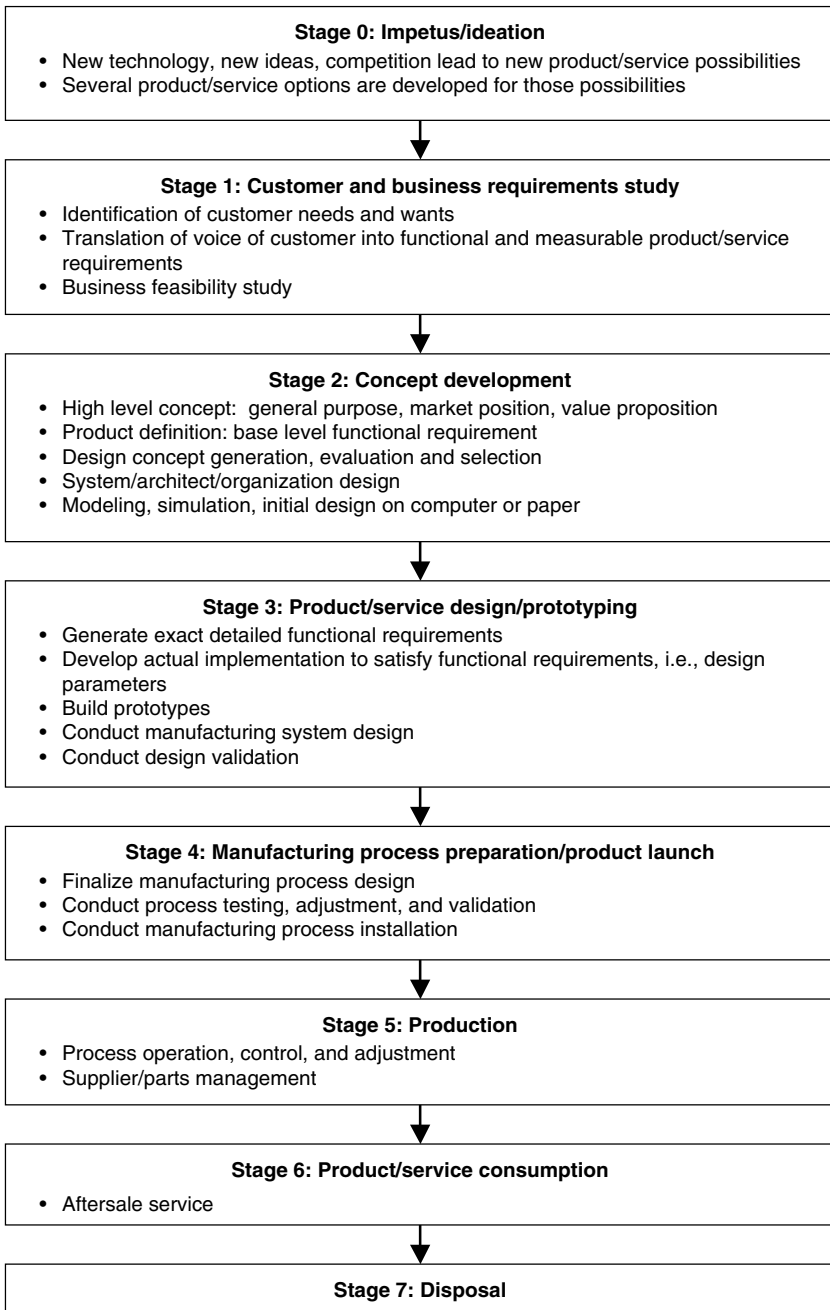 Stage 0: Impetus/ideation
• New technology, new ideas, competition lead to new product/service possibilities
• Several product/service options are developed for those possibilities
Stage 1: Customer and business requirements study
• Identification of customer needs and wants
• Translation of voice of customer into functional and measurable product/service
requirements
• Business feasibility study
Stage 2: Concept development
• High level concept: general purpose, market position, value proposition
• Product definition: base level functional requirement
• Design concept generation, evaluation and selection
• System/architect/organization design
• Modeling, simulation, initial design on computer or paper
Stage 3: Product/service design/prototyping
• Generate exact detailed functional requirements
• Develop actual implementation to satisfy functional requirements, i.e., design
parameters
• Build prototypes
• Conduct manufacturing system design
• Conduct design validation
Stage 4: Manufacturing process preparation/product launch
• Finalize manufacturing process design
• Conduct process testing, adjustment, and validation
• Conduct manufacturing process installation
Stage 5: Production
• Process operation, control, and adjustment
• Supplier/parts management
Stage 6: Product/service consumption
• Aftersale service
Stage 7: Disposal